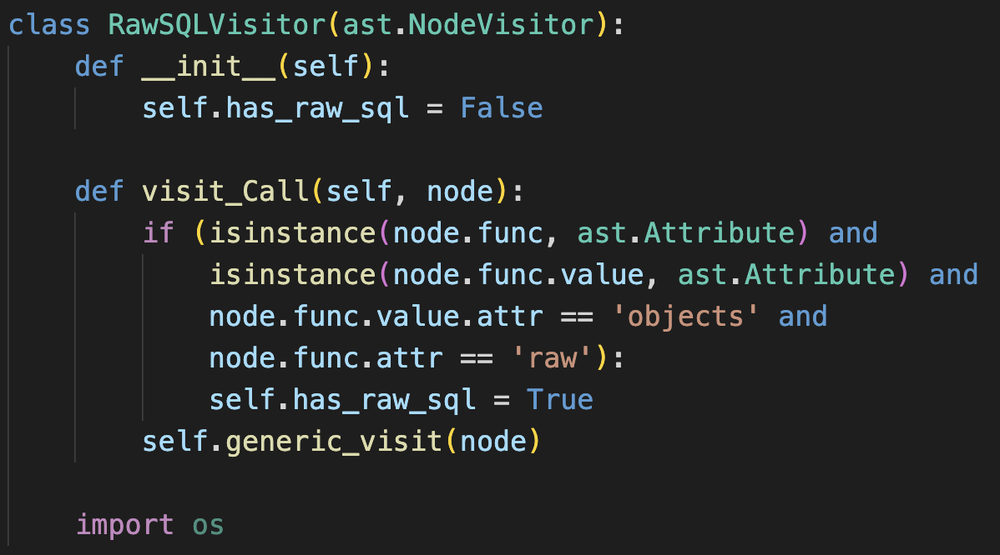 class RawSQLVisitor(ast.NodeVisitor):
    def __init__(self):
        self.has_raw_sql = False

    def visit_Call(self, node):
        if (isinstance(node.func, ast.Attribute) and
            isinstance(node.func.value, ast.Attribute) and
            node.func.value.attr == 'objects' and
            node.func.attr == 'raw'):
            self.has_raw_sql = True
        self.generic_visit(node)

    import os